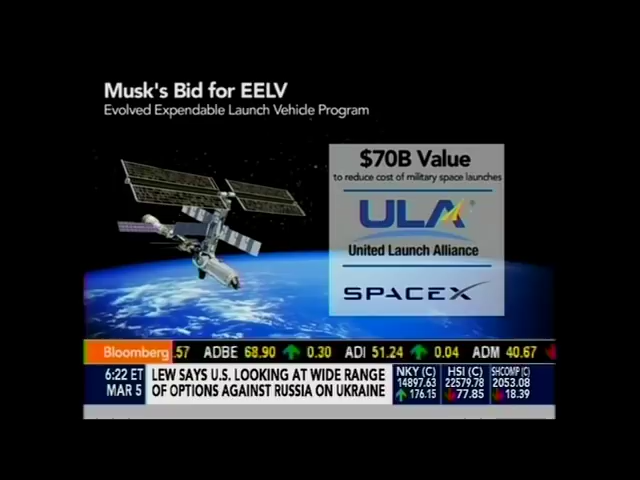 Musk's Bid for EELV
Evolved Expendable Launch Vehicle Program
$70B Value
to reduce cost of military space launches
ULA
United Launch Alliance
SPACEX
Bloomberg .57 ADBE 68.90 0.30 ADI 51.24 0.04 ADM 40.67
6:22 ET
MAR 5
LEW SAYS U.S. LOOKING AT WIDE RANGE
OF OPTIONS AGAINST RUSSIA ON UKRAINE
NKY (C)
14897.63
176.15
HSI (C)
22579.78
77.85
SHCOMP (C)
2053.08
18.39